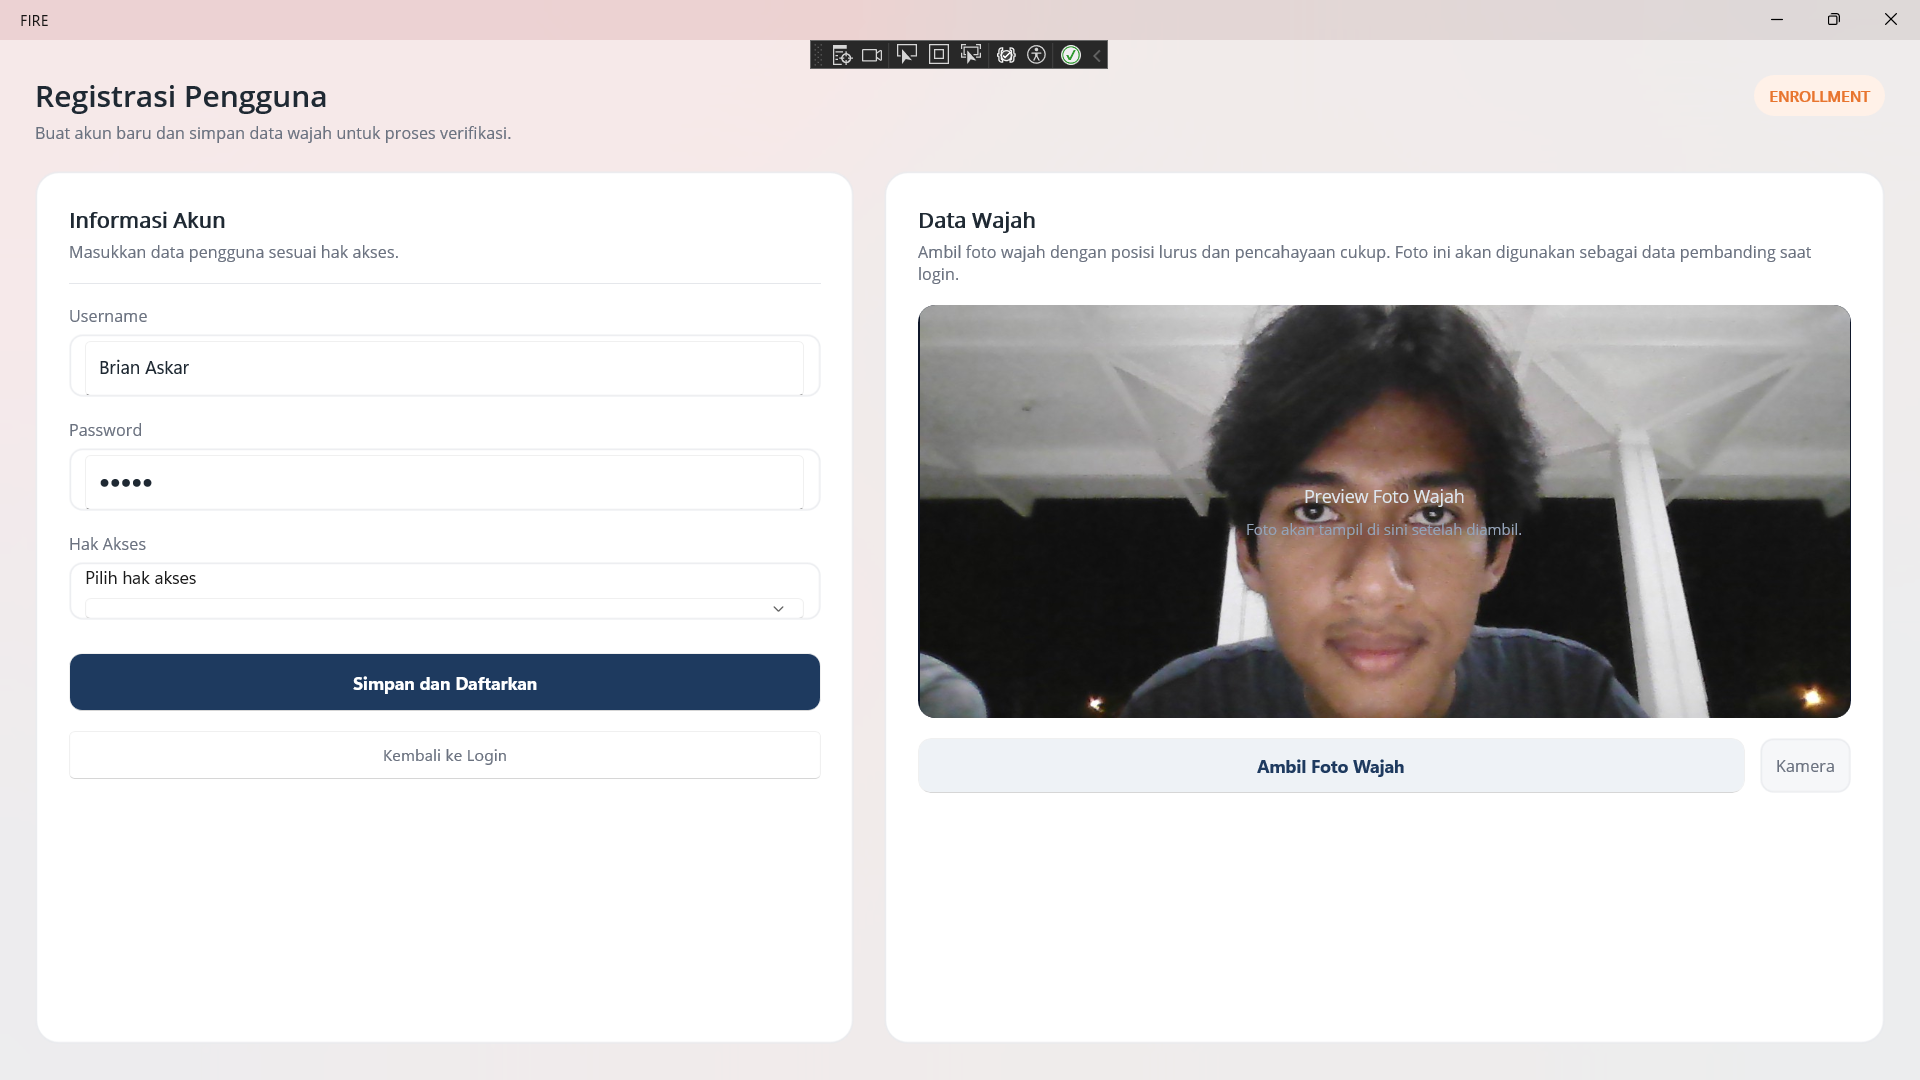 FIRE
Registrasi Pengguna
ENROLLMENT
Buat akun baru dan simpan data wajah untuk proses verifikasi.
Informasi Akun
Masukkan data pengguna sesuai hak akses.
Username
Brian Askar
Password
●●●●●
Hak Akses
Pilih hak akses
Simpan dan Daftarkan
Kembali ke Login
Data Wajah
Ambil foto wajah dengan posisi lurus dan pencahayaan cukup. Foto ini akan digunakan sebagai data pembanding saat
login.
Preview Foto Wajah
Foto akan tampil di sini setelah diambil.
Ambil Foto Wajah
Kamera